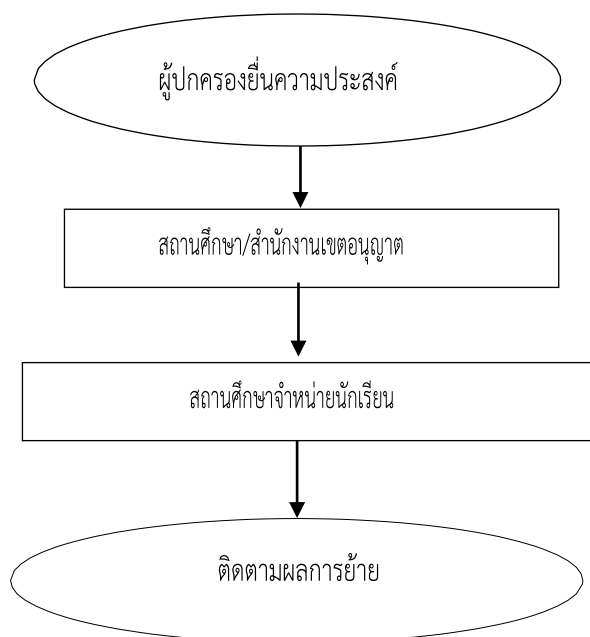 ผู้ปกครองยื่นความประสงค์
สถานศึกษา/สำนักงานเขตอนุญาต
สถานศึกษาจำหน่ายนักเรียน
ติดตามผลการย้าย